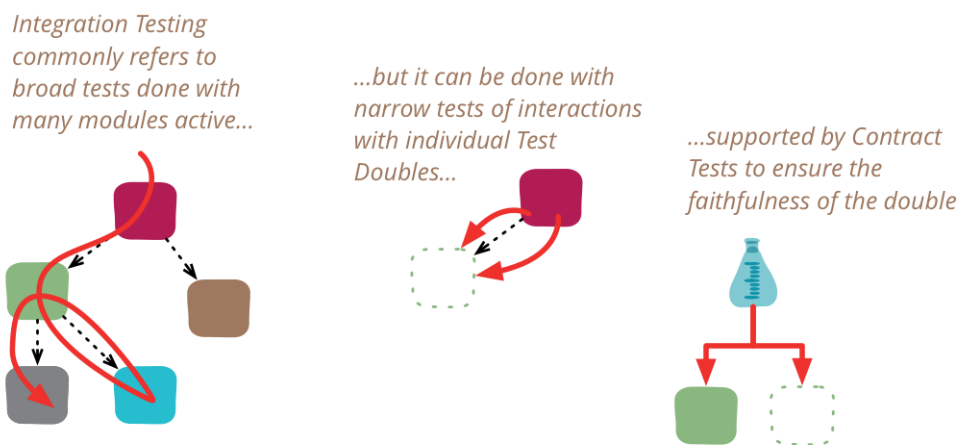 Integration Testing
commonly refers to
broad tests done with
many modules active...
...but it can be done with
narrow tests of interactions
with individual Test
Doubles...
...supported by Contract
Tests to ensure the
faithfulness of the double